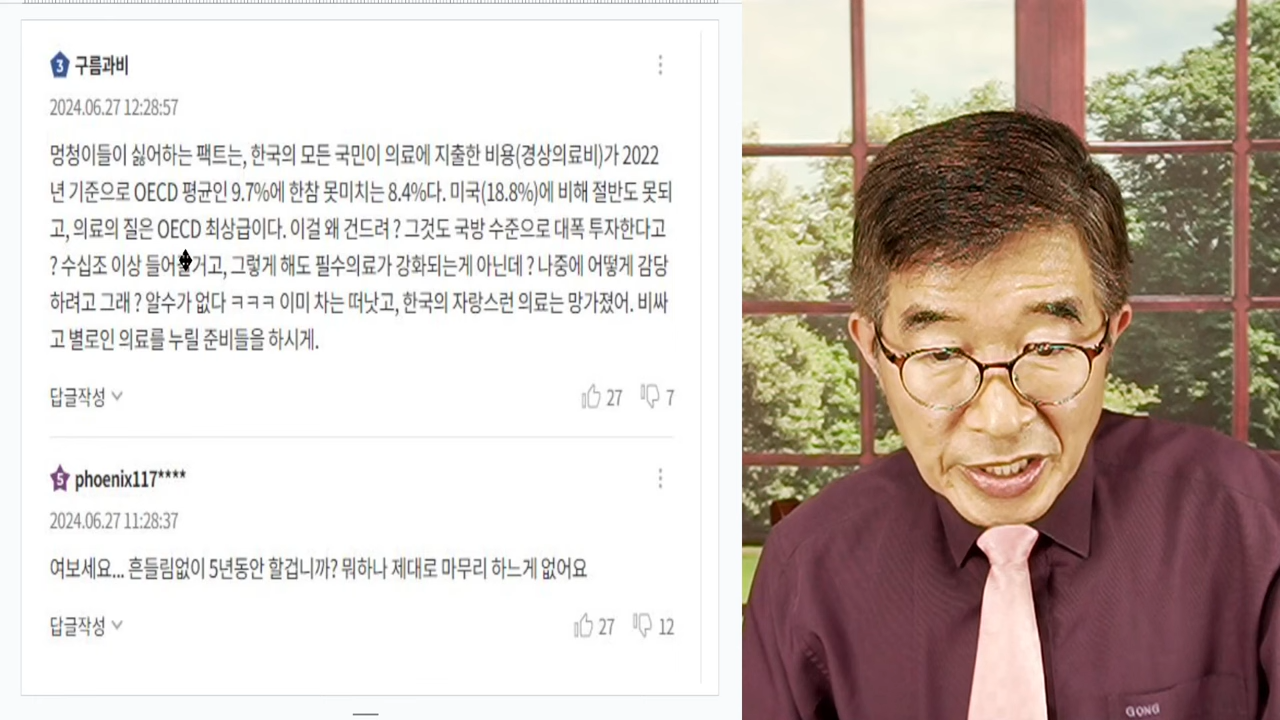 3 구름과비
2024.06.27 12:28:57
멍청이들이 싫어하는 팩트는, 한국의 모든 국민이 의료에 지출한 비용(경상의료비)가 2022
년 기준으로 OECD 평균인 9.7%에 한참 못미치는 8.4%다. 미국(18.8%)에 비해 절반도 못되
고, 의료의 질은 OECD 최상급이다. 이걸 왜 건드려 ? 그것도 국방 수준으로 대폭 투자한다고
? 수십조 이상 들어갈거고, 그렇게 해도 필수의료가 강화되는게 아닌데 ? 나중에 어떻게 감당
하려고 그래 ? 알수가 없다 ㅋㅋㅋ 이미 차는 떠낫고, 한국의 자랑스런 의료는 망가졌어. 비싸
고 별로인 의료를 누릴 준비들을 하시게.
답글작성 27 7
5 phoenix117****
2024.06.27 11:28:37
여보세요... 흔들림없이 5년동안 할겁니까? 뭐하나 제대로 마무리 하느게 없어요
답글작성 27 12
GONG